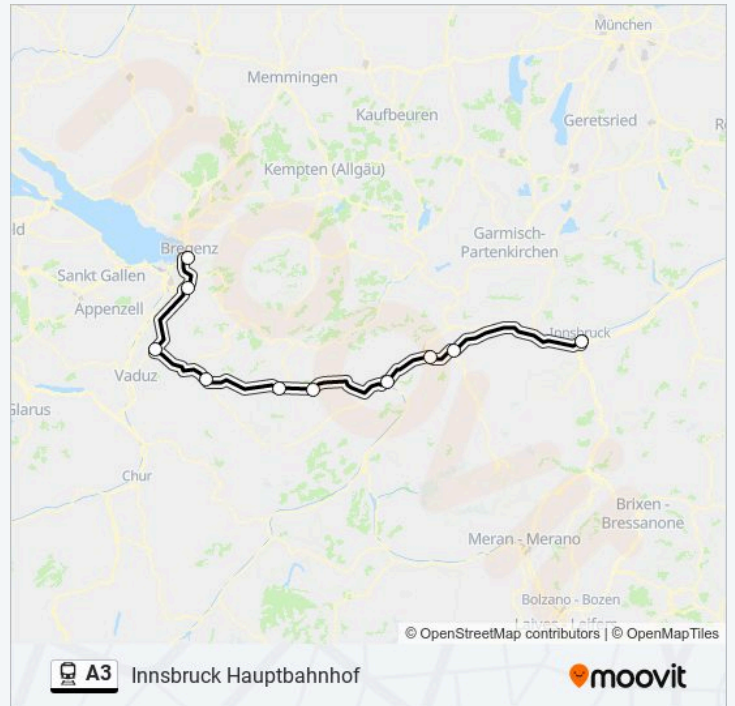 München
Memmingen
Kaufbeuren
Geretsried
Kempten (Allgäu)
Garmisch-
Partenkirchen
Bregenz
Sankt Gallen
Appenzell
Innsbruck
Vaduz
Glarus
Chur
Brixen -
Bressanone
Meran - Merano
Bolzano - Bozen
© OpenStreetMap contributors | © OpenMapTiles
A3 Innsbruck Hauptbahnhof
moovit